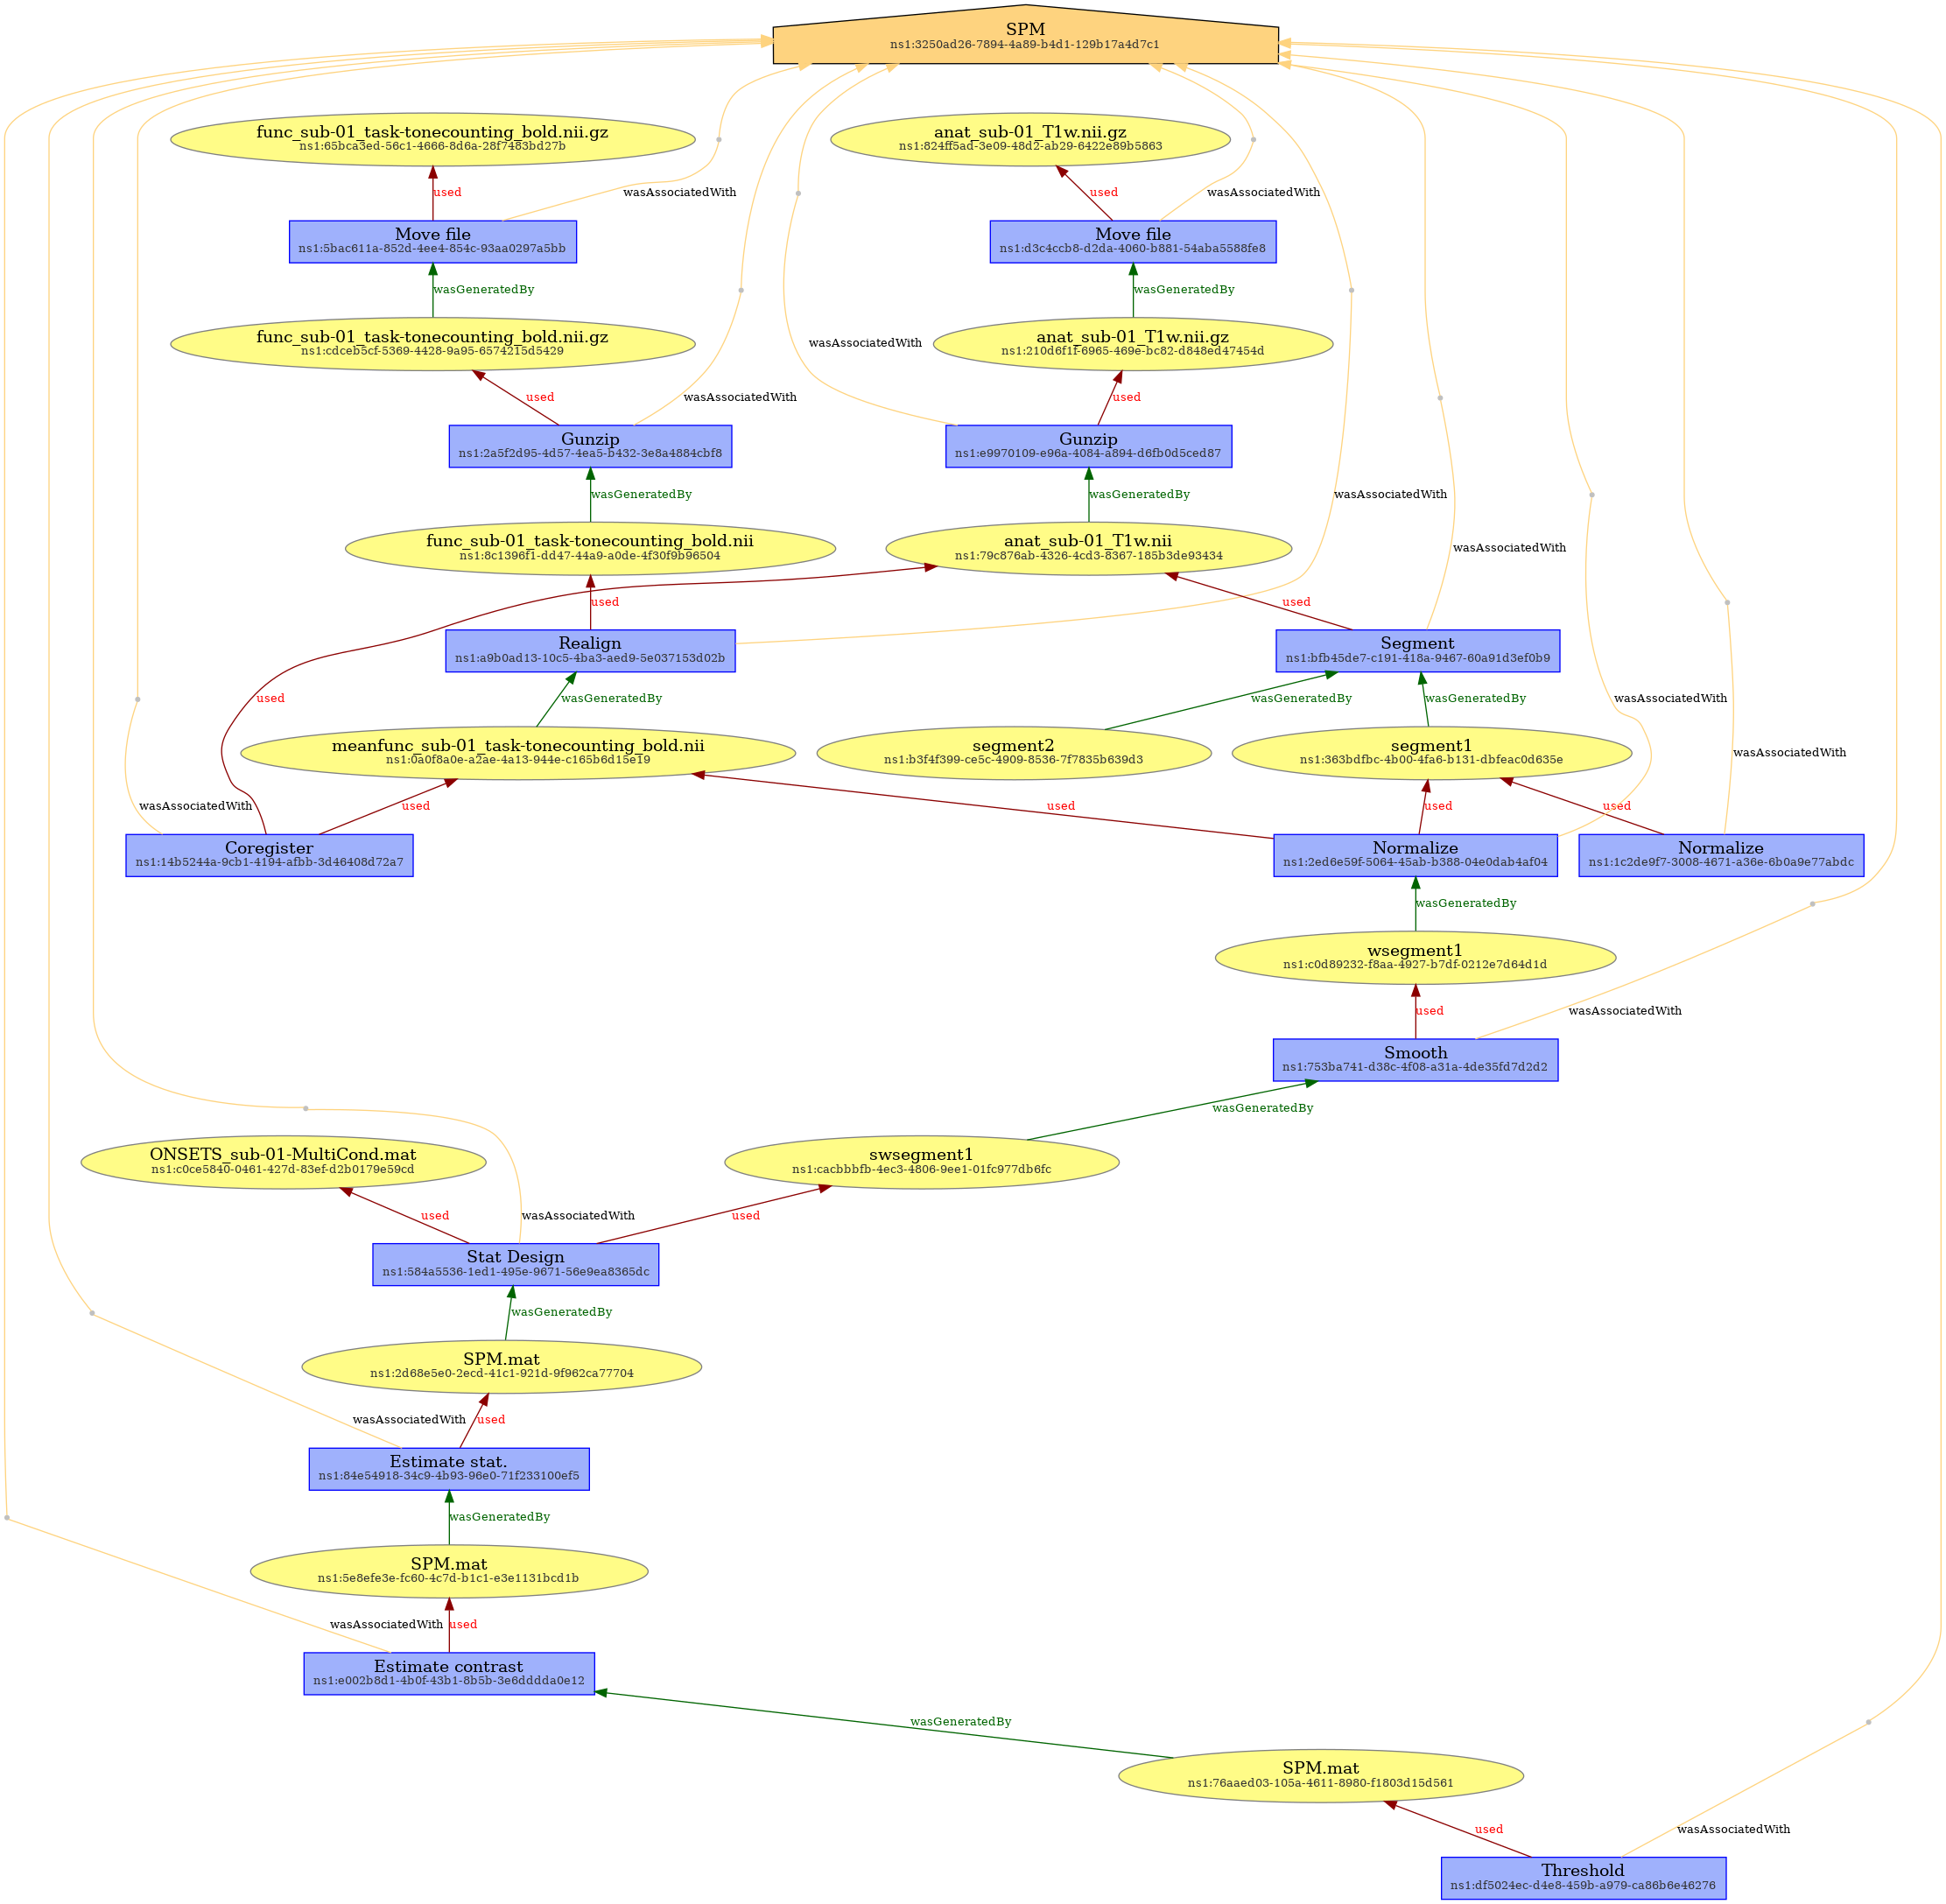 SPM
ns1:3250ad26-7894-4a89-b4d1-129b17a4d7c1
func_sub-01_task-tonecounting_bold.nii.gz
ns1:65bca3ed-56c1-4666-8d6a-28f7483bd27b
anat_sub-01_T1w.nii.gz
ns1:824ff5ad-3e09-48d2-ab29-6422e89b5863
used
wasAssociatedWith
used
wasAssociatedWith
Move file
ns1:5bac611a-852d-4ee4-854c-93aa0297a5bb
Move file
ns1:d3c4ccb8-d2da-4060-b881-54aba5588fe8
wasGeneratedBy
wasGeneratedBy
func_sub-01_task-tonecounting_bold.nii.gz
ns1:cdceb5cf-5369-4428-9a95-6574215d5429
wasAssociatedWith
anat_sub-01_T1w.nii.gz
ns1:210d6f1f-6965-469e-bc82-d848ed47454d
used
wasAssociatedWith
used
Gunzip
ns1:2a5f2d95-4d57-4ea5-b432-3e8a4884cbf8
Gunzip
ns1:e9970109-e96a-4084-a894-d6fb0d5ced87
wasGeneratedBy
wasGeneratedBy
wasAssociatedWith
func_sub-01_task-tonecounting_bold.nii
ns1:8c1396f1-dd47-44a9-a0de-4f30f9b96504
anat_sub-01_T1w.nii
ns1:79c876ab-4326-4cd3-8367-185b3de93434
wasAssociatedWith
used
used
Realign
ns1:a9b0ad13-10c5-4ba3-aed9-5e037153d02b
Segment
ns1:bfb45de7-c191-418a-9467-60a91d3ef0b9
used
wasGeneratedBy
wasGeneratedBy
wasGeneratedBy
wasAssociatedWith
meanfunc_sub-01_task-tonecounting_bold.nii
ns1:0a0f8a0e-a2ae-4a13-944e-c165b6d15e19
segment2
ns1:b3f4f399-ce5c-4909-8536-7f7835b639d3
segment1
ns1:363bdfbc-4b00-4fa6-b131-dbfeac0d635e
wasAssociatedWith
wasAssociatedWith
used
used
used
used
Coregister
ns1:14b5244a-9cb1-4194-afbb-3d46408d72a7
Normalize
ns1:2ed6e59f-5064-45ab-b388-04e0dab4af04
Normalize
ns1:1c2de9f7-3008-4671-a36e-6b0a9e77abdc
wasGeneratedBy
wsegment1
ns1:c0d89232-f8aa-4927-b7df-0212e7d64d1d
used
wasAssociatedWith
Smooth
ns1:753ba741-d38c-4f08-a31a-4de35fd7d2d2
wasGeneratedBy
ONSETS_sub-01-MultiCond.mat
ns1:c0ce5840-0461-427d-83ef-d2b0179e59cd
swsegment1
ns1:cacbbbfb-4ec3-4806-9ee1-01fc977db6fc
used
wasAssociatedWith
used
Stat Design
ns1:584a5536-1ed1-495e-9671-56e9ea8365dc
wasGeneratedBy
SPM.mat
ns1:2d68e5e0-2ecd-41c1-921d-9f962ca77704
wasAssociatedWith
used
Estimate stat.
ns1:84e54918-34c9-4b93-96e0-71f233100ef5
wasGeneratedBy
SPM.mat
ns1:5e8efe3e-fc60-4c7d-b1c1-e3e1131bcd1b
wasAssociatedWith
used
Estimate contrast
ns1:e002b8d1-4b0f-43b1-8b5b-3e6dddda0e12
wasGeneratedBy
SPM.mat
ns1:76aaed03-105a-4611-8980-f1803d15d561
used
wasAssociatedWith
Threshold
ns1:df5024ec-d4e8-459b-a979-ca86b6e46276